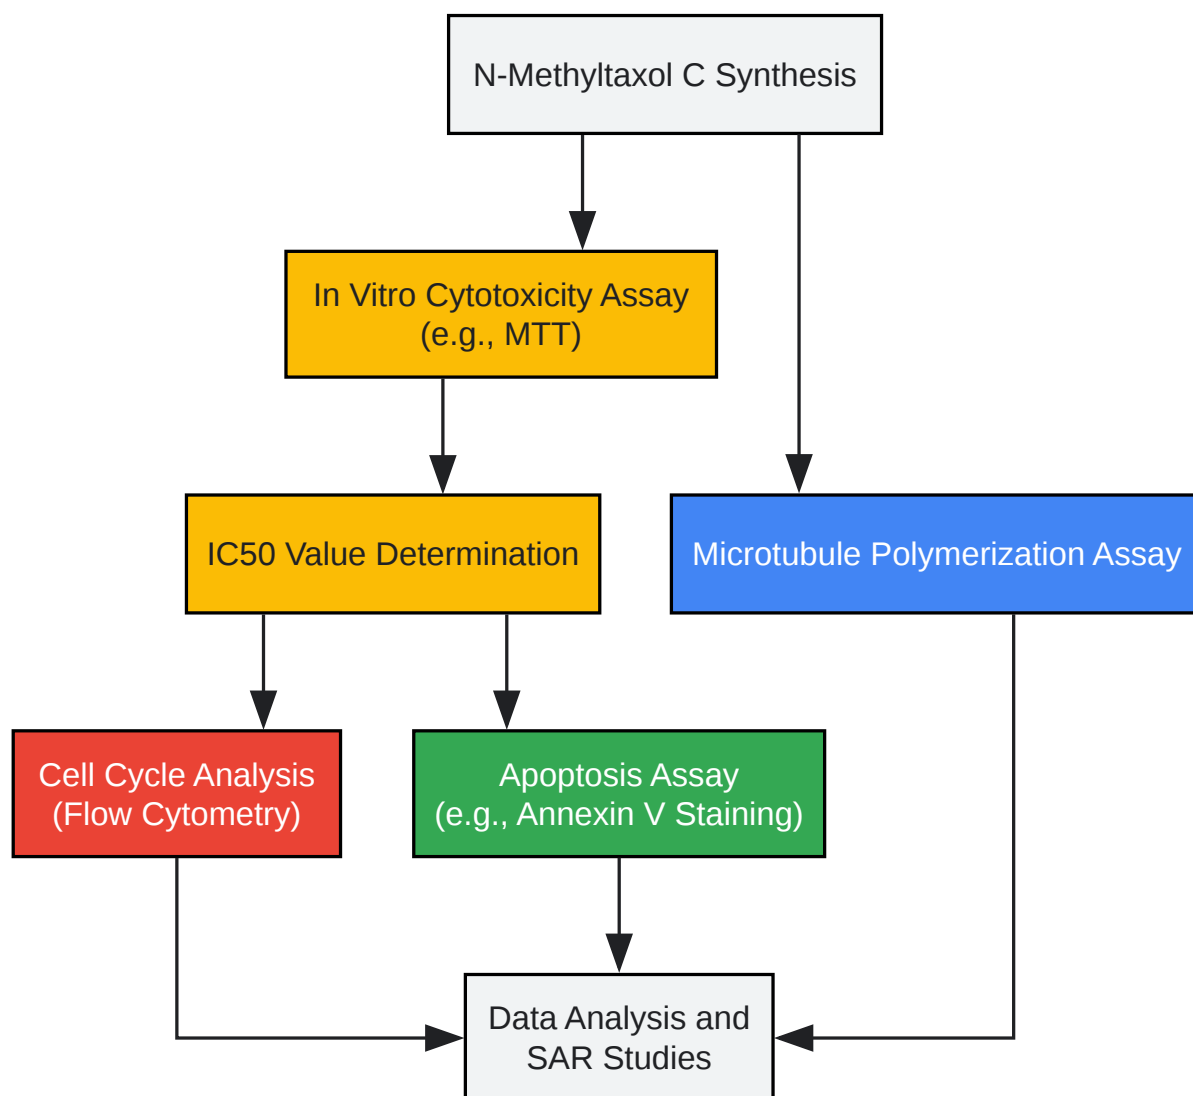 N-Methyltaxol C Synthesis
In Vitro Cytotoxicity Assay
(e.g., MTT)
IC50 Value Determination
Microtubule Polymerization Assay
Cell Cycle Analysis
(Flow Cytometry)
Apoptosis Assay
(e.g., Annexin V Staining)
Data Analysis and
SAR Studies